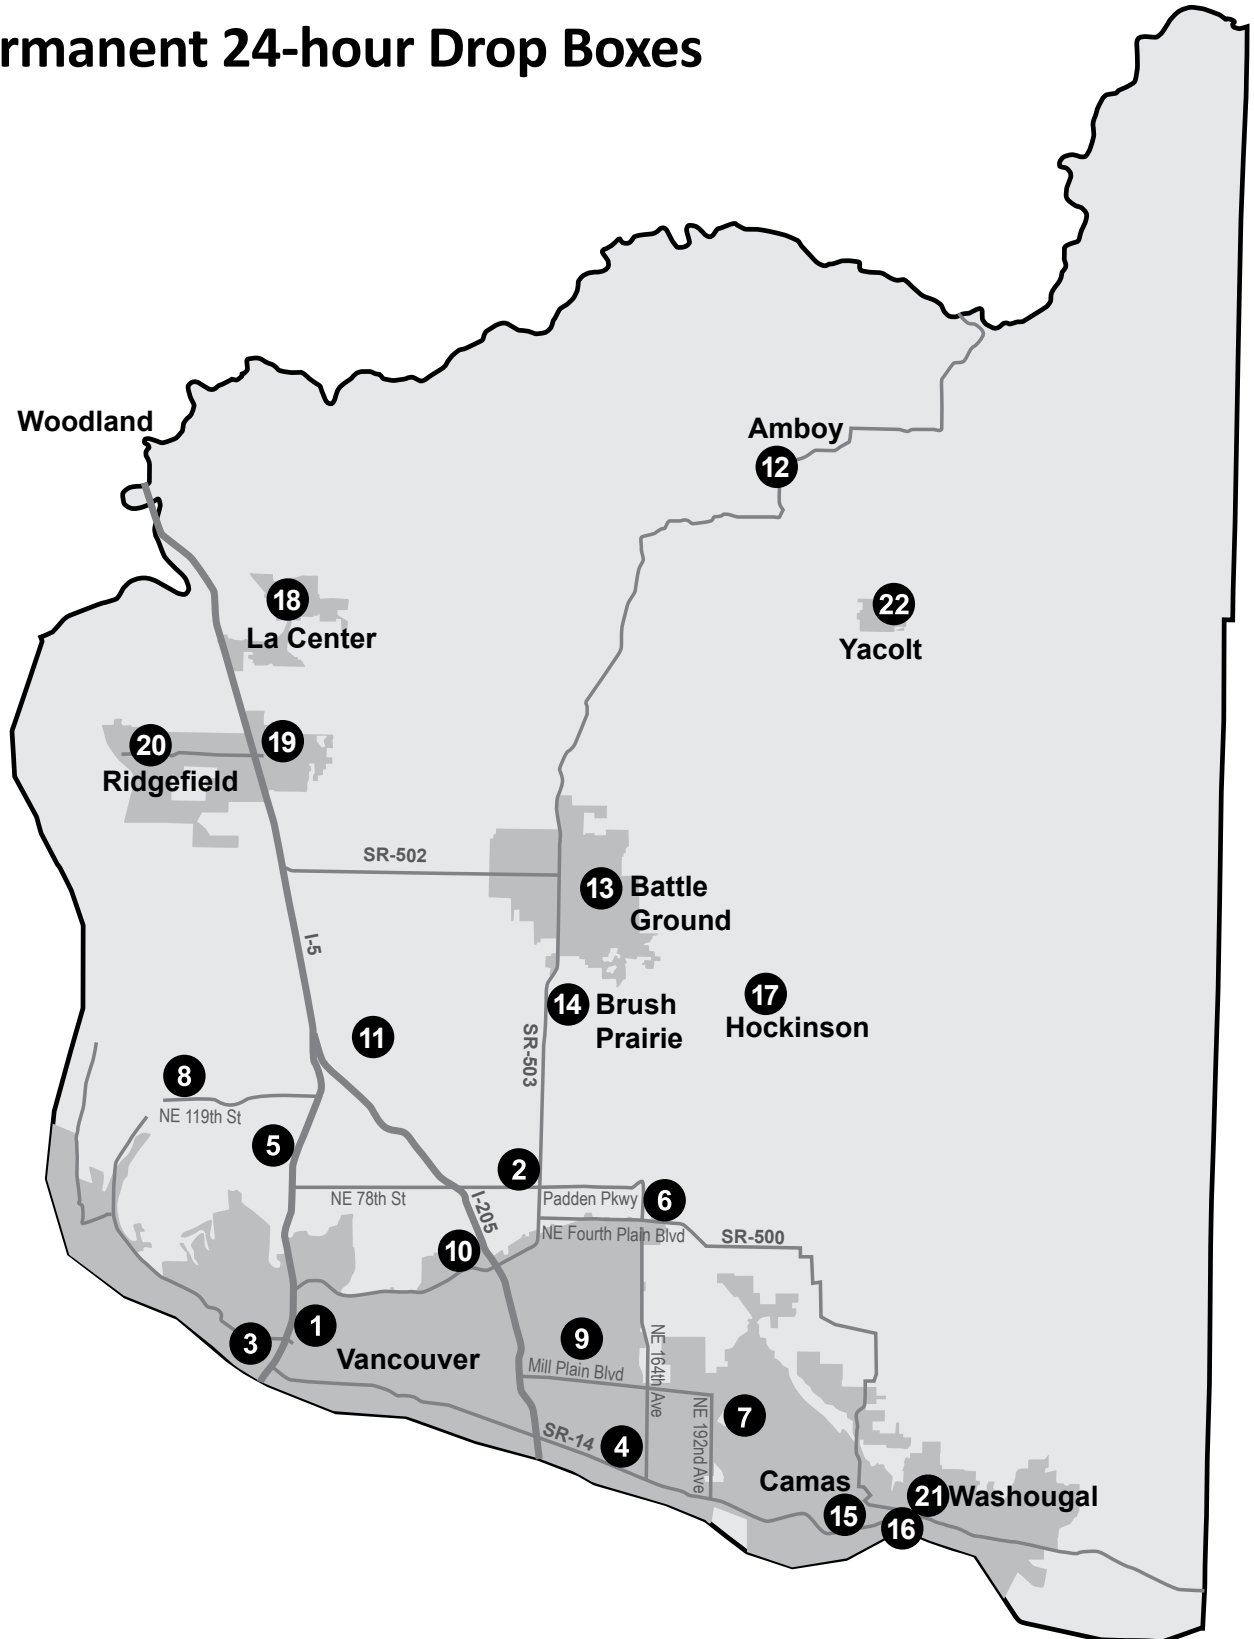 rmanent 24-hour Drop Boxes
Woodland
Amboy
12
18
La Center
22
Yacolt
20
19
Ridgefield
SR-502
13
Battle
Ground
I-5
14
Brush
Prairie
17
Hockinson
11
SR-503
8
NE 119th St
5
2
NE 78th St
I-205
Padden Pkwy
6
NE Fourth Plain Blvd
SR-500
10
1
3
Vancouver
9
Mill Plain Blvd
NE 164th Ave
NE 192nd Ave
7
SR-14
4
Camas
15
21
Washougal
16